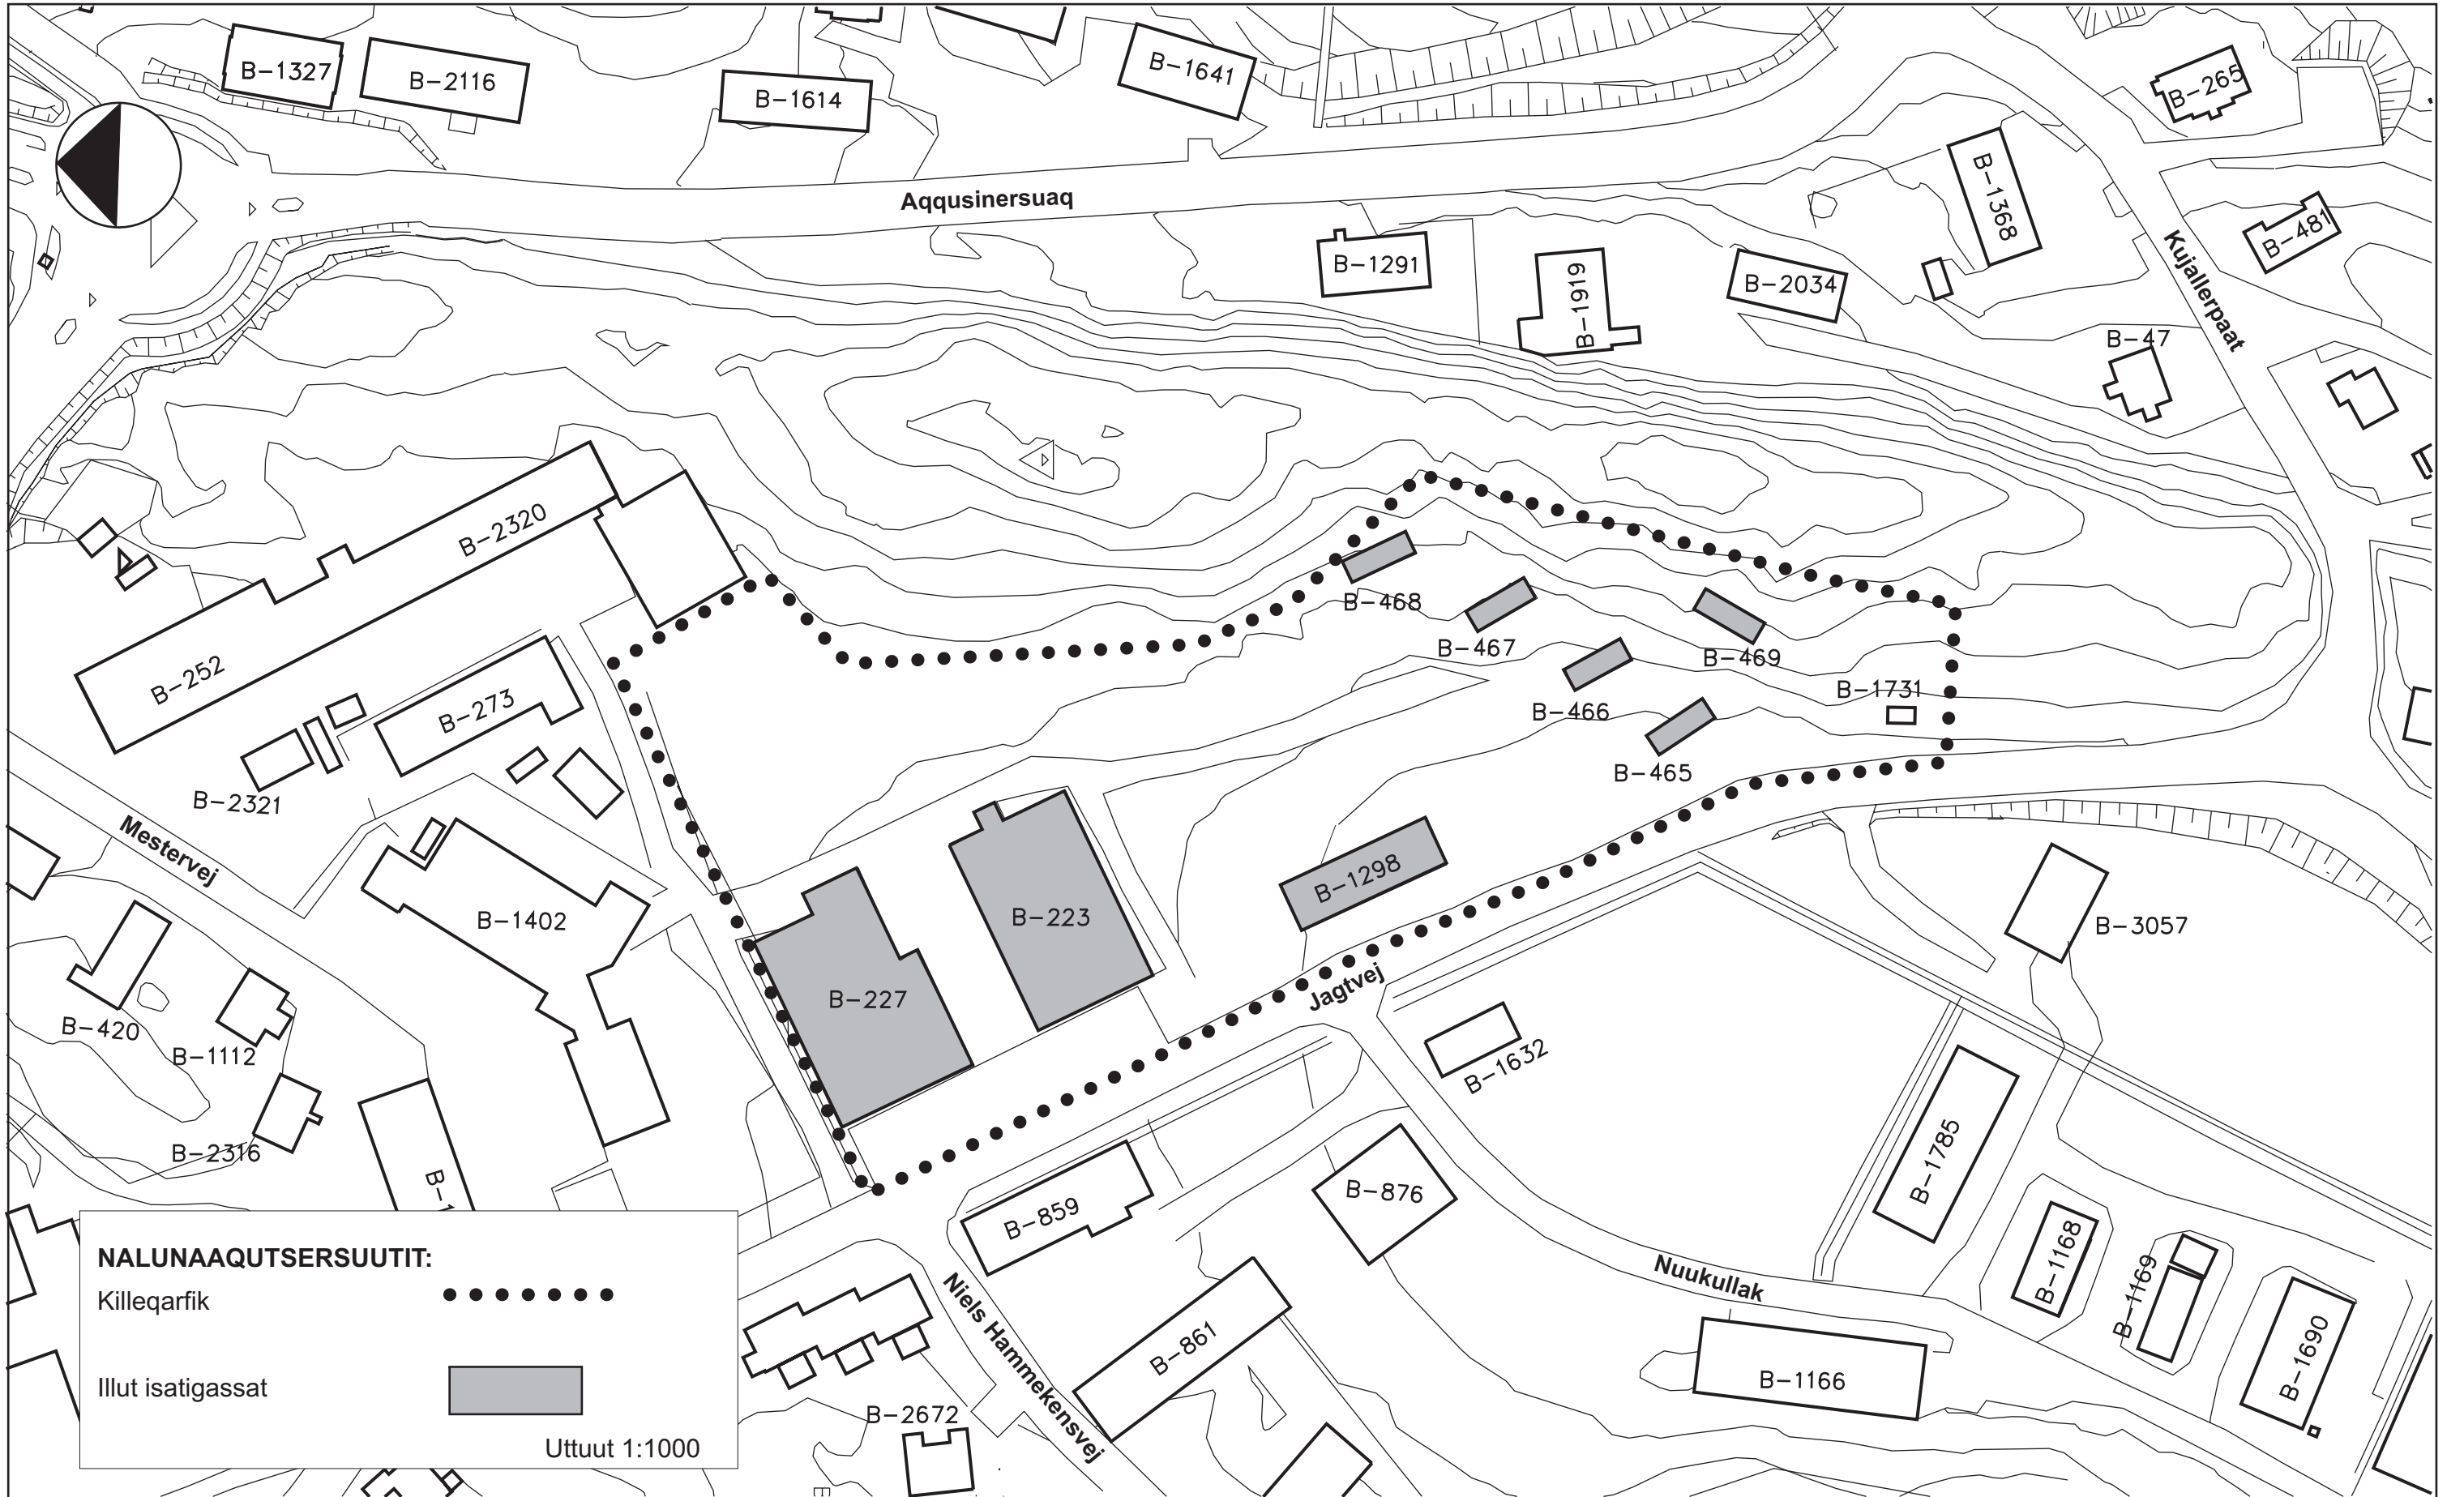 B-1327
B-2116
B-1614
B-1641
B-265
B-1368
B-481
Aqqusinersuaq
Kujallerpaat
B-1291
B-1919
B-2034
B-47
B-2320
B-252
B-273
B-2321
B-468
B-467
B-469
B-466
B-1731
B-465
Mestervej
B-1402
B-223
B-1298
B-227
B-3057
Jagtvej
B-420
B-1112
B-2316
B-1632
B-1785
B-859
B-876
B-1168
B-1169
B-1690
Nuukullak
Niels Hammekensvej
B-861
B-1166
B-2672
NALUNAAQUTSERSUUTIT:
Killeqarfik
Illut isatigassat
Uttuut 1:1000